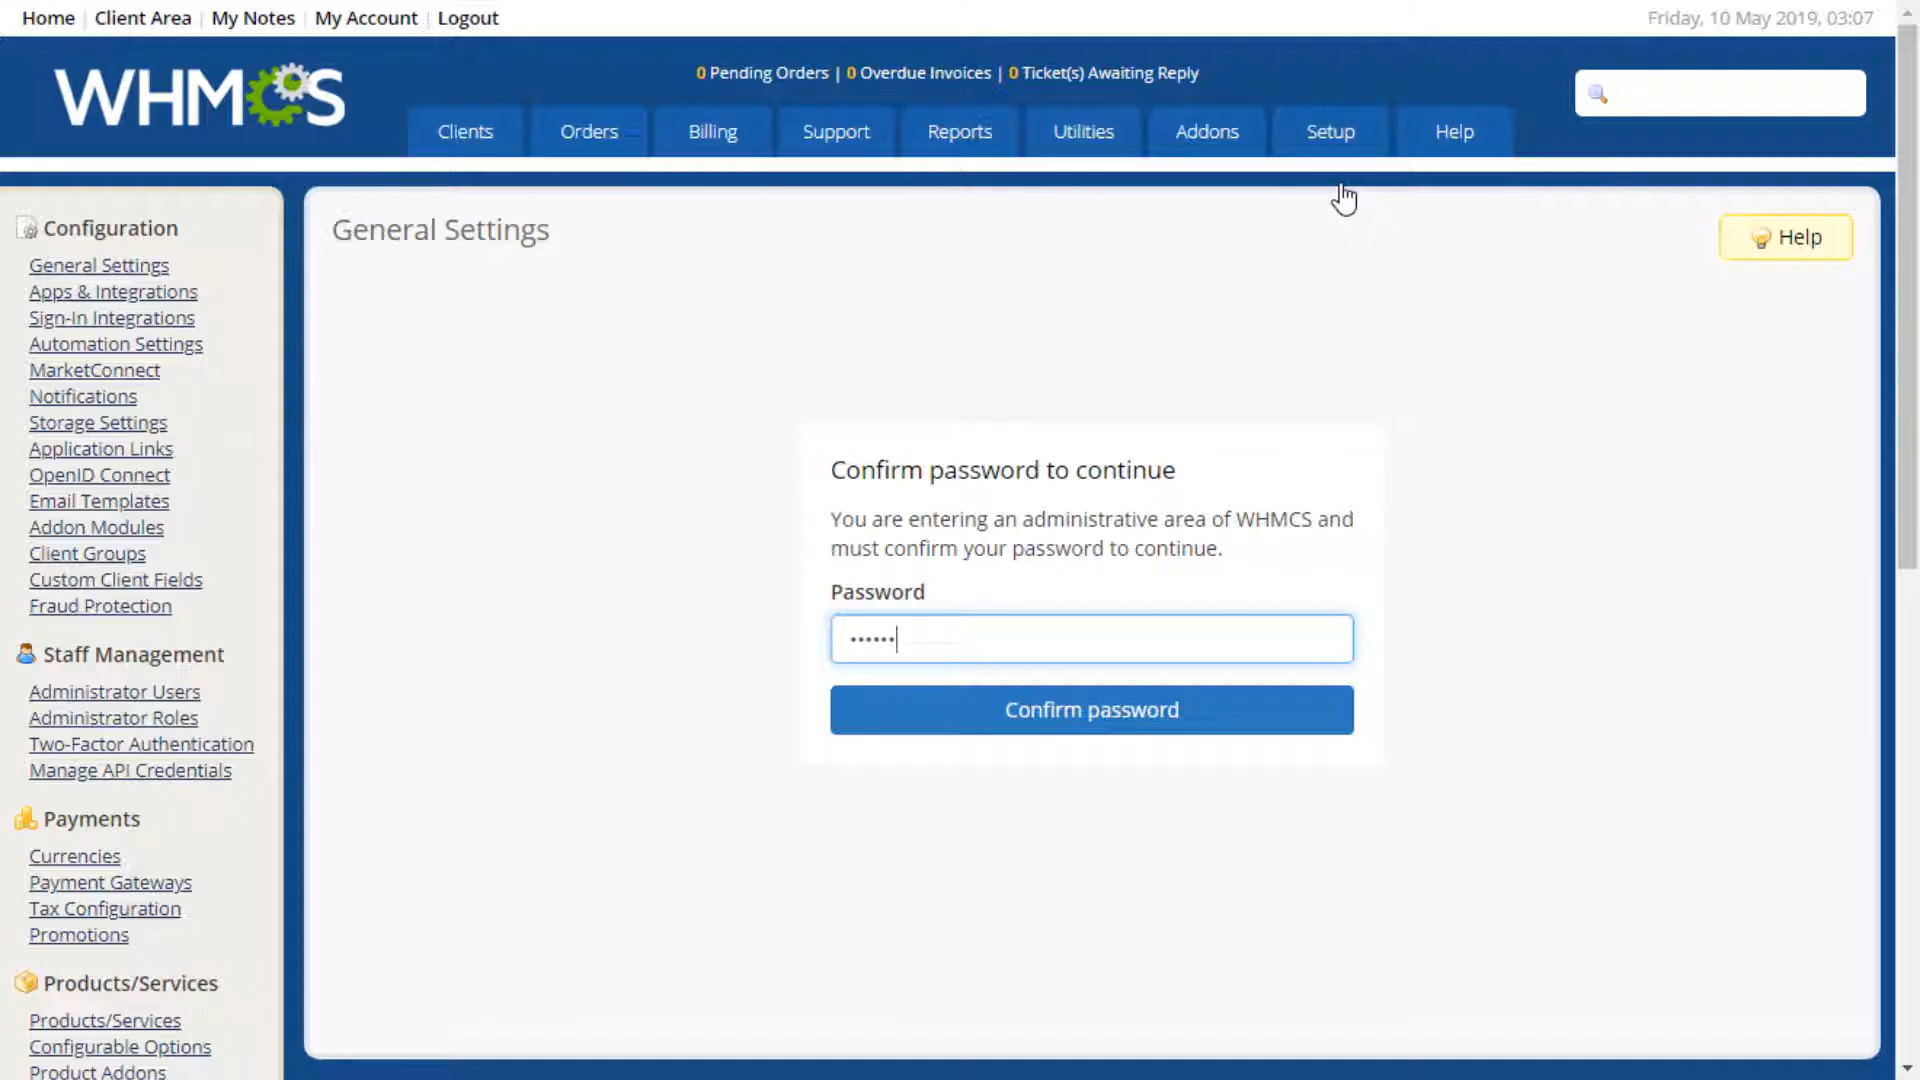 Home | Client Area | My Notes | My Account | Logout
Friday, 10 May 2019, 03:07
WHMCS
0 Pending Orders | 0 Overdue Invoices | 0 Ticket(s) Awaiting Reply
Clients Orders Billing Support Reports Utilities Addons Setup Help
Configuration
General Settings
Apps & Integrations
Sign-In Integrations
Automation Settings
MarketConnect
Notifications
Storage Settings
Application Links
OpenID Connect
Email Templates
Addon Modules
Client Groups
Custom Client Fields
Fraud Protection
Staff Management
Administrator Users
Administrator Roles
Two-Factor Authentication
Manage API Credentials
Payments
Currencies
Payment Gateways
Tax Configuration
Promotions
Products/Services
Products/Services
Configurable Options
Product Addons
General Settings
Help
Confirm password to continue
You are entering an administrative area of WHMCS and
must confirm your password to continue.
Password
••••••
Confirm password